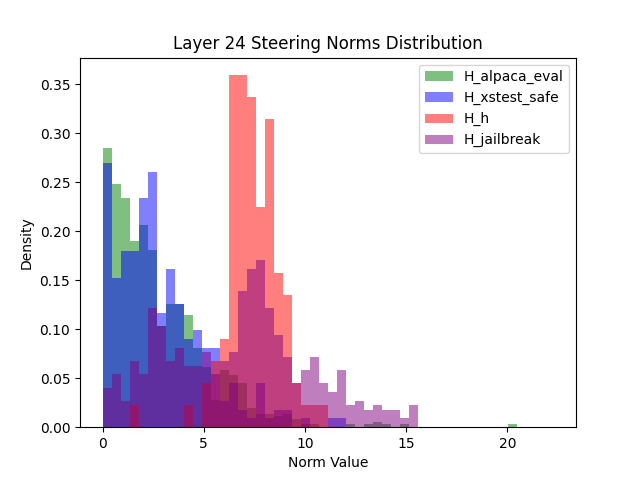 Layer 24 Steering Norms Distribution
H_alpaca_eval
H_xstest_safe
H_h
H_jailbreak
Density
0.35
0.30
0.25
0.20
0.15
0.10
0.05
0.00
0 5 10 15 20
Norm Value